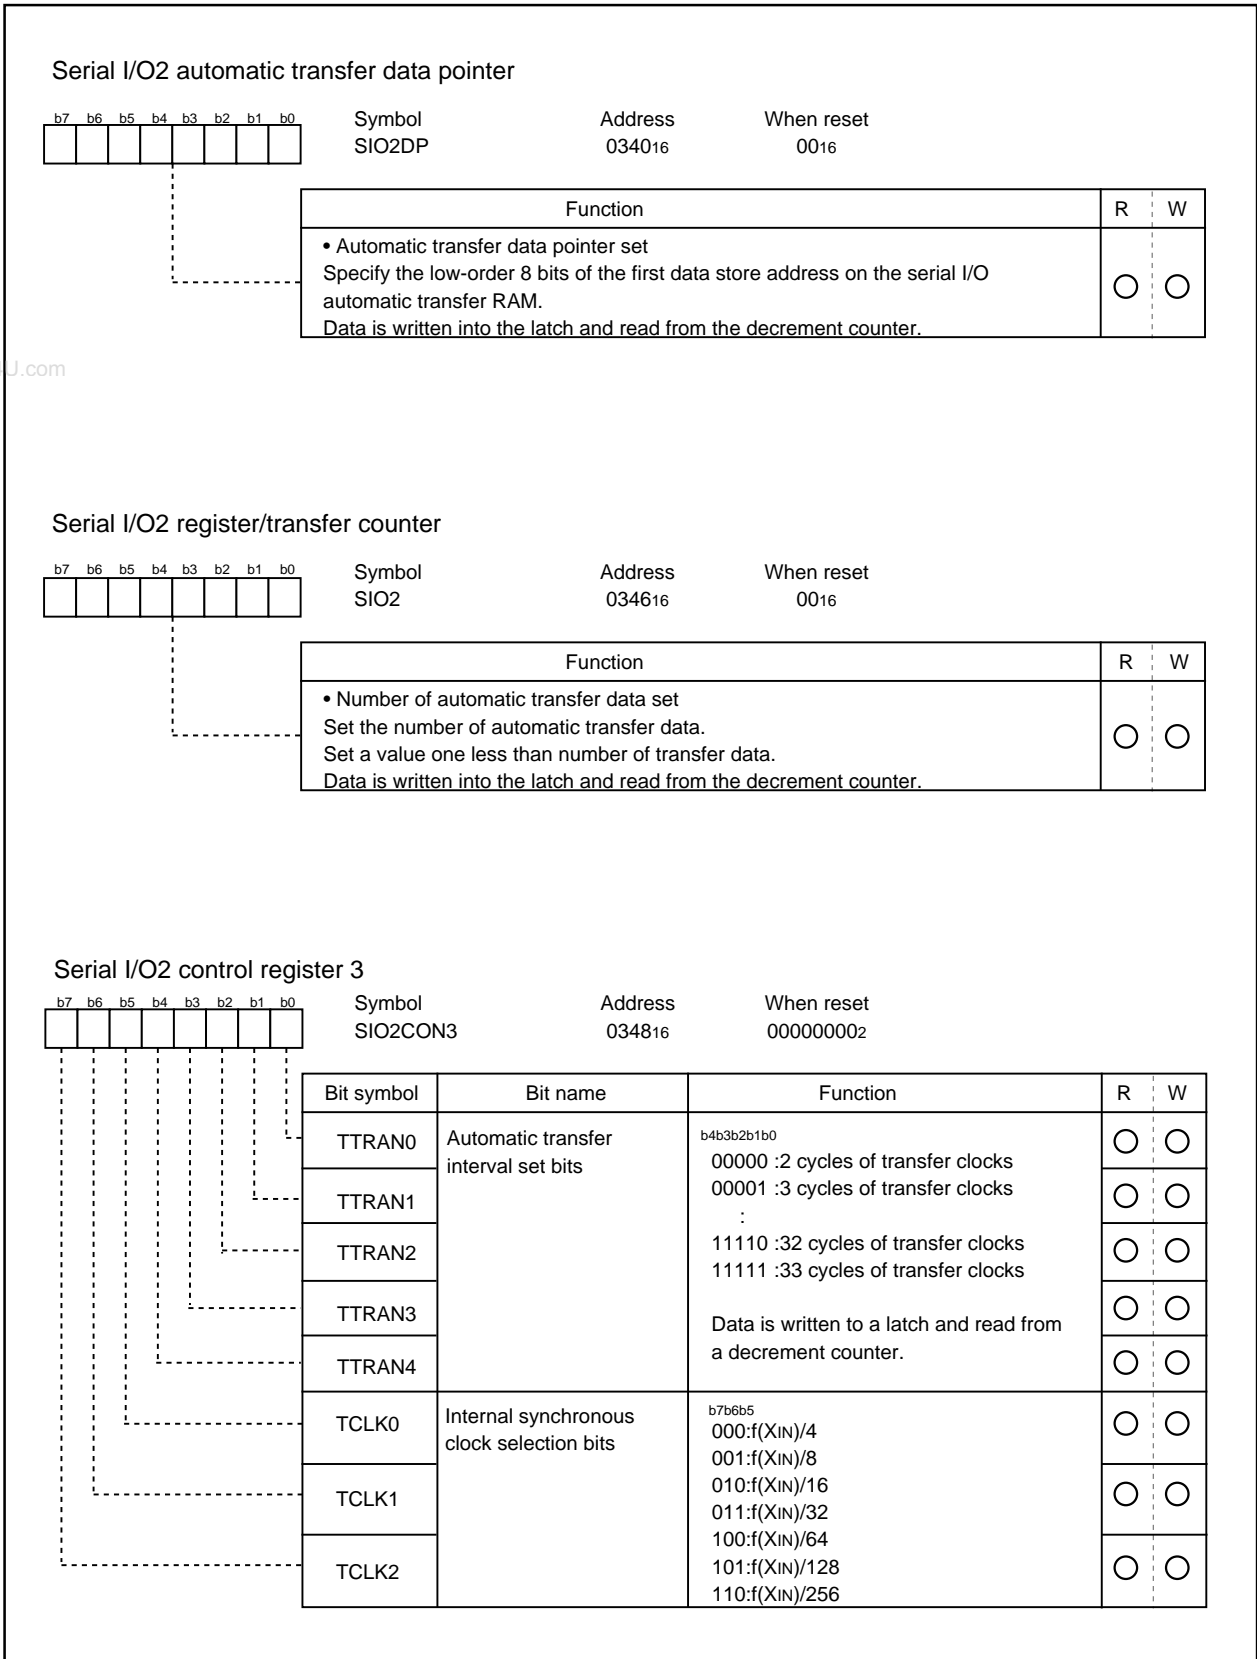 Serial I/O2 automatic transfer data pointer
b7 b6 b5 b4 b3 b2 b1 b0
Symbol Address When reset
SIO2DP 034016 0016
Function R W
• Automatic transfer data pointer set
Specify the low-order 8 bits of the first data store address on the serial I/O
automatic transfer RAM.
Data is written into the latch and read from the decrement counter.
U.com
Serial I/O2 register/transfer counter
b7 b6 b5 b4 b3 b2 b1 b0
Symbol Address When reset
SIO2 034616 0016
Function R W
• Number of automatic transfer data set
Set the number of automatic transfer data.
Set a value one less than number of transfer data.
Data is written into the latch and read from the decrement counter.
Serial I/O2 control register 3
b7 b6 b5 b4 b3 b2 b1 b0
Symbol Address When reset
SIO2CON3 034816 000000002
Bit symbol Bit name Function R W
TTRAN0
TTRAN1
TTRAN2
TTRAN3
TTRAN4
Automatic transfer
interval set bits
b4b3b2b1b0
00000 :2 cycles of transfer clocks
00001 :3 cycles of transfer clocks
:
11110 :32 cycles of transfer clocks
11111 :33 cycles of transfer clocks
Data is written to a latch and read from
a decrement counter.
TCLK0
TCLK1
TCLK2
Internal synchronous
clock selection bits
b7b6b5
000:f(XIN)/4
001:f(XIN)/8
010:f(XIN)/16
011:f(XIN)/32
100:f(XIN)/64
101:f(XIN)/128
110:f(XIN)/256